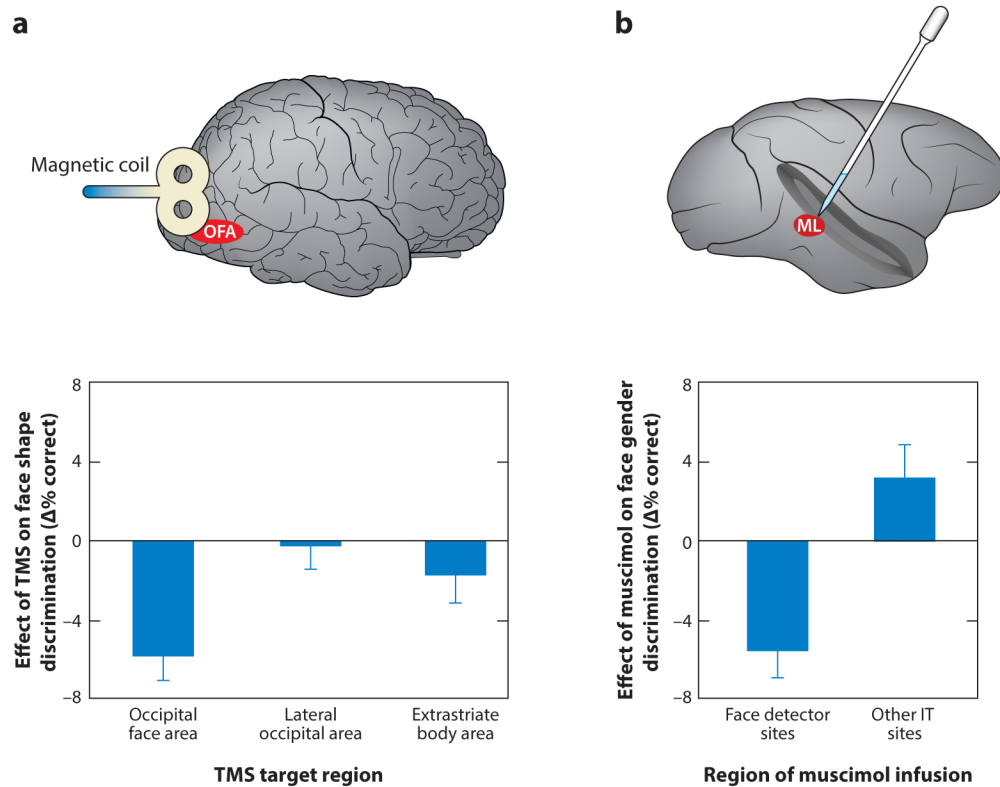 a
Magnetic coil
OFA
Effect of TMS on face shape
discrimination (Δ% correct)
8
4
0
–4
–8
Occipital
face area
Lateral
occipital area
Extrastriate
body area
TMS target region
b
ML
Effect of muscimol on face gender
discrimination (Δ% correct)
8
4
0
–4
–8
Face detector
sites
Other IT
sites
Region of muscimol infusion